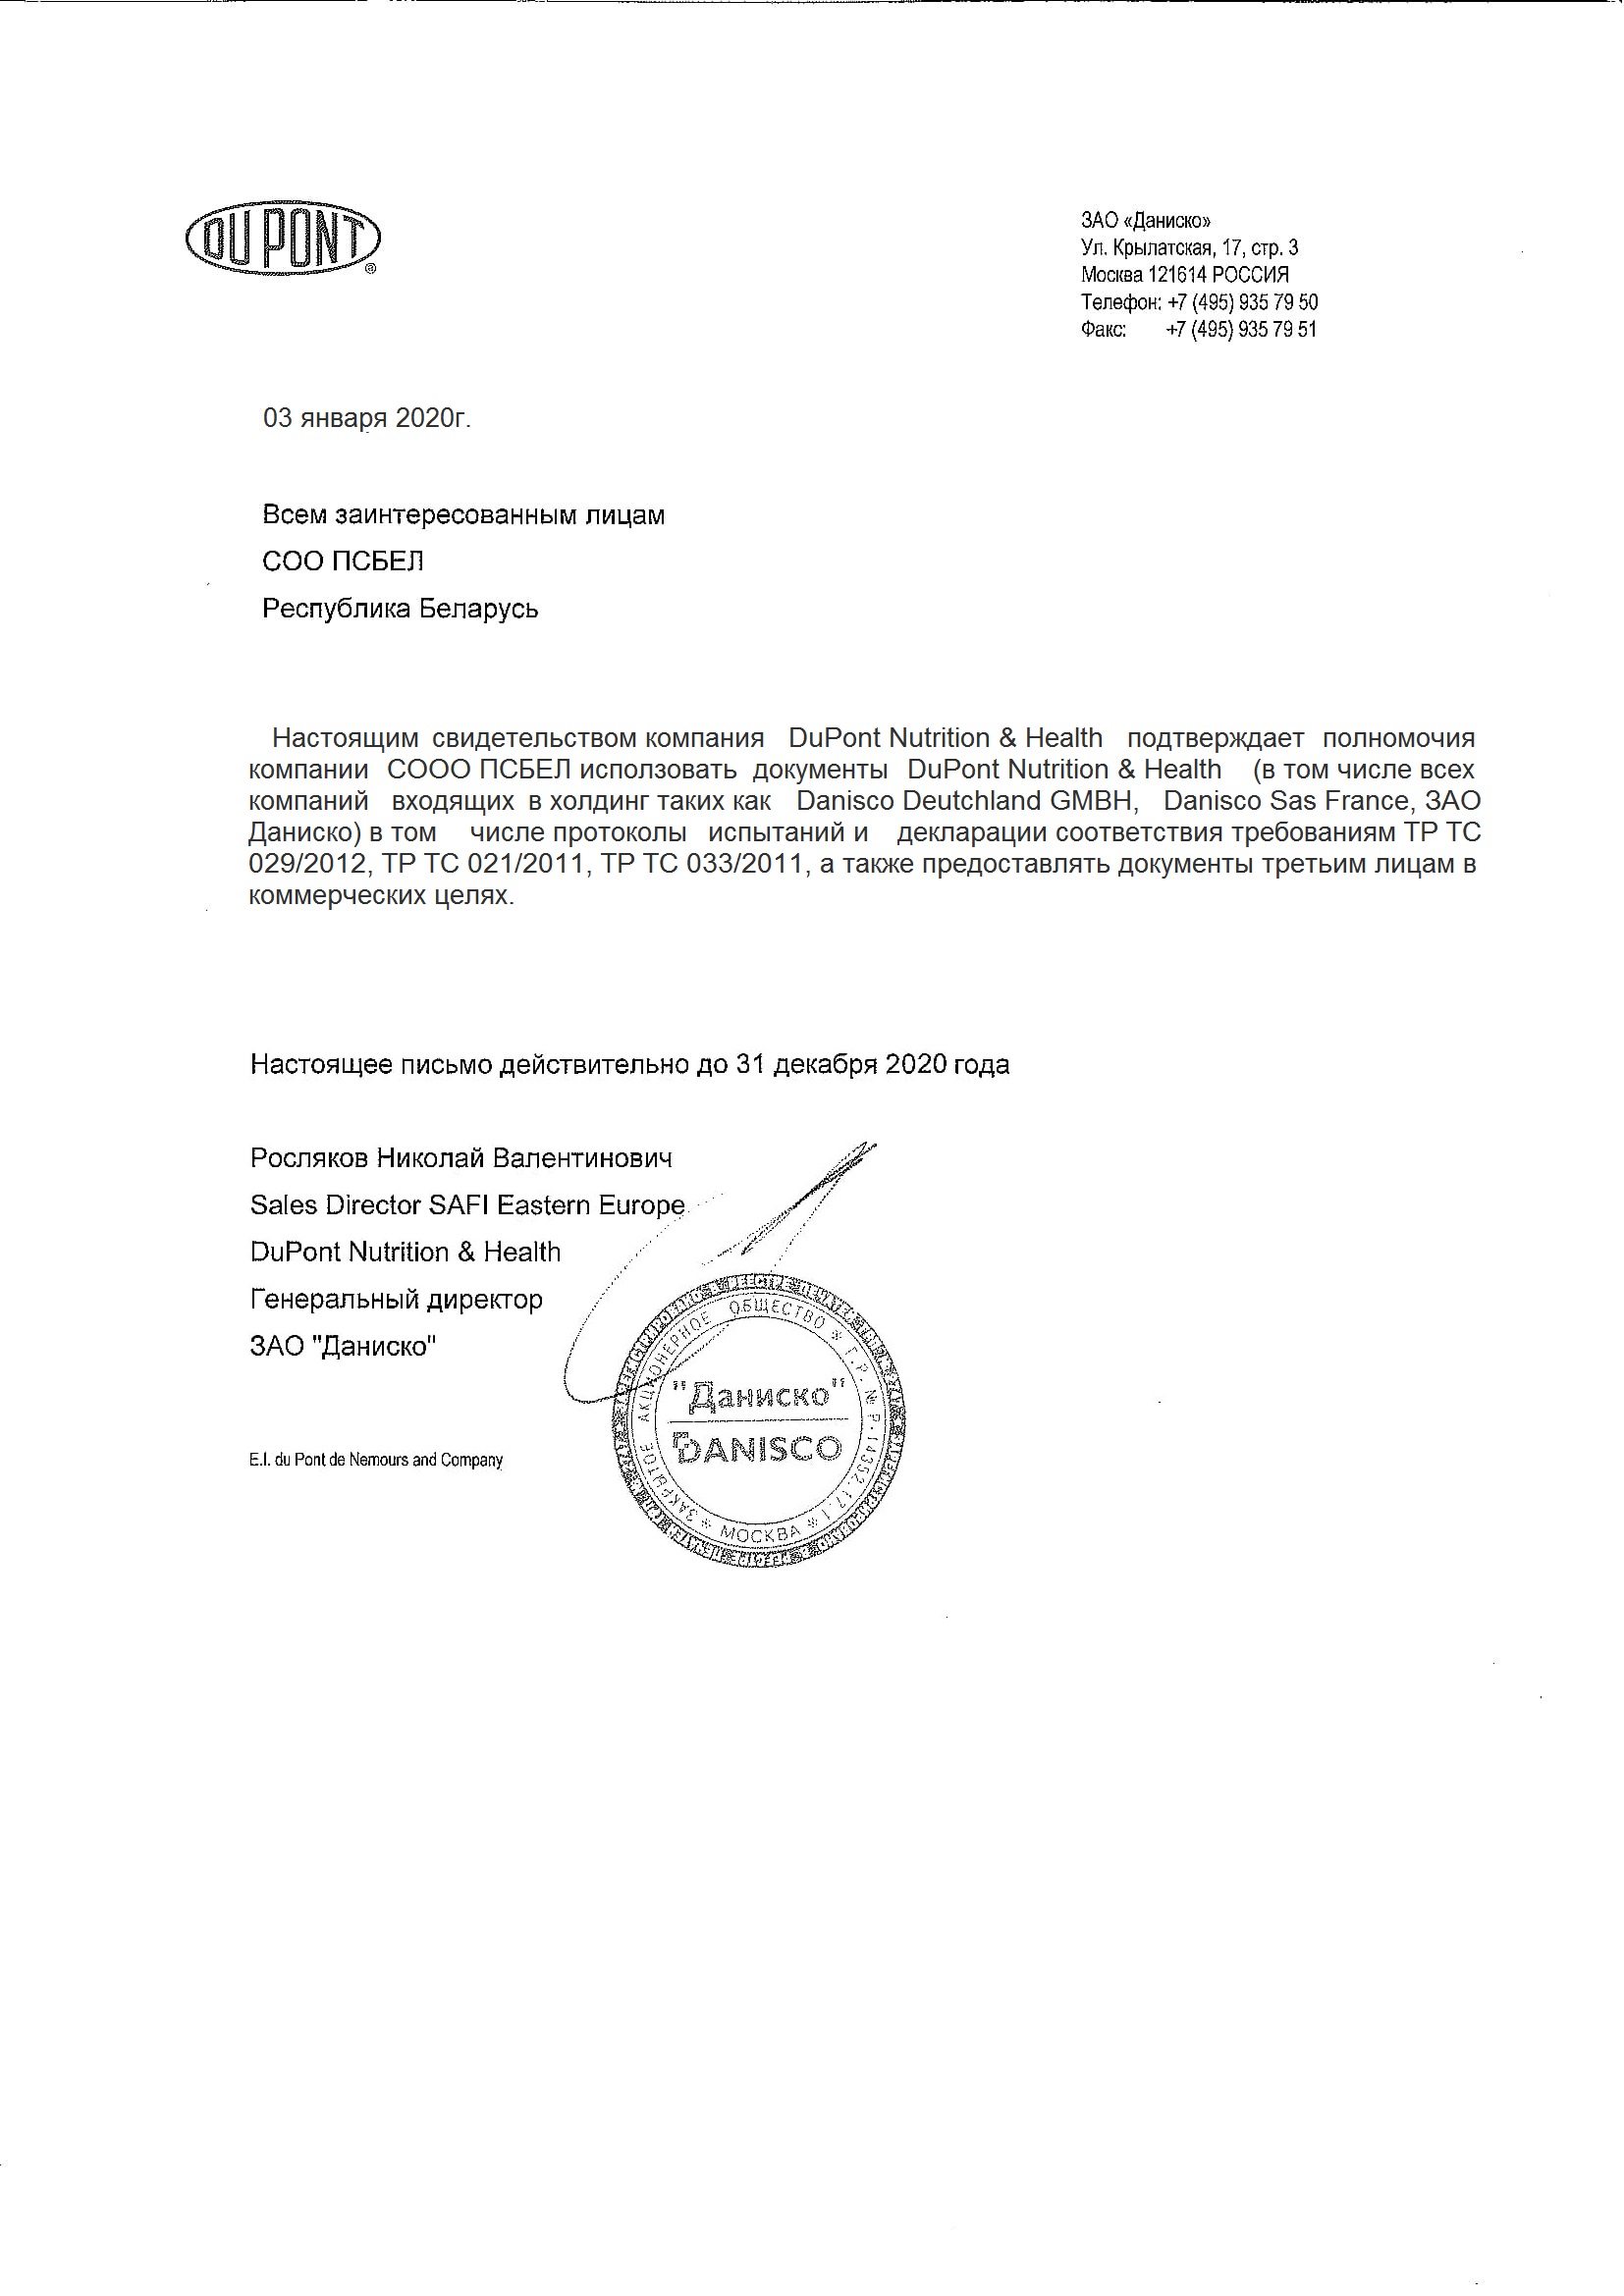 DU PONT
®
ЗАО «Даниско»
Ул. Крылатская, 17, стр. 3
Москва 121614 РОССИЯ
Телефон: +7 (495) 935 79 50
Факс: +7 (495) 935 79 51
03 января 2020г.
Всем заинтересованным лицам
СОО ПСБЕЛ
Республика Беларусь
Настоящим свидетельством компания DuPont Nutrition & Health подтверждает полномочия
компании СООО ПСБЕЛ исползовать документы DuPont Nutrition & Health (в том числе всех
компаний входящих в холдинг таких как Danisco Deutchland GMBH, Danisco Sas France, ЗАО
Даниско) в том числе протоколы испытаний и декларации соответствия требованиям ТР ТС
029/2012, ТР ТС 021/2011, ТР ТС 033/2011, а также предоставлять документы третьим лицам в
коммерческих целях.
Настоящее письмо действительно до 31 декабря 2020 года
Росляков Николай Валентинович
Sales Director SAFI Eastern Europe
DuPont Nutrition & Health
Генеральный директор
ЗАО "Даниско"
E.I. du Pont de Nemours and Company
ЗАКРЫТОЕ АКЦИОНЕРНОЕ ОБЩЕСТВО * Г.Р. № Р-14352.17.1 * МОСКВА *
"Даниско"
DANISCO